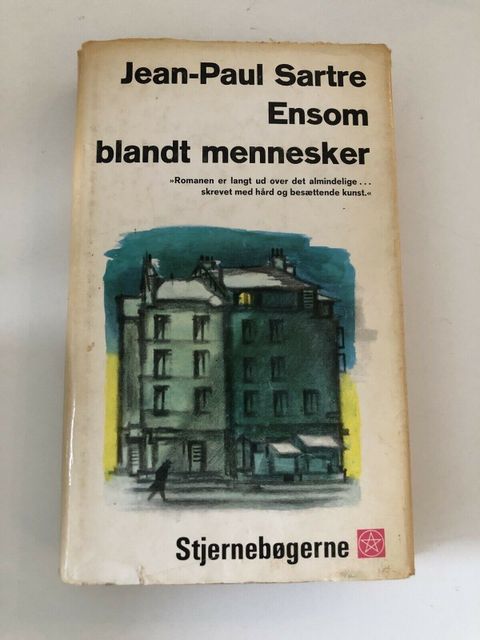 Jean-Paul Sartre
Ensom
blandt mennesker
»Romanen er langt ud over det almindelige...
skrevet med hård og besættende kunst.«
Stjernebøgerne